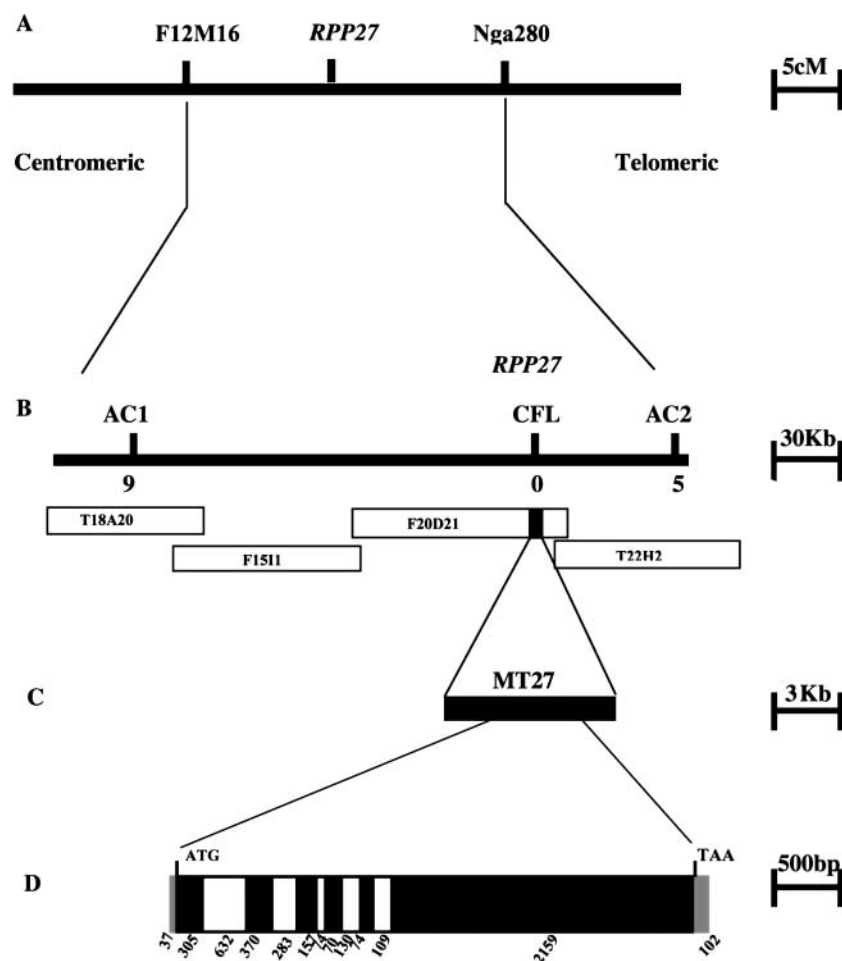 A
F12M16 RPP27 Nga280
5cM
Centromeric Telomeric
RPP27
B
AC1 CFL AC2
30Kb
9 0 5
T18A20 F20D21
F15I1 T22H2
MT27
C
3Kb
ATG TAA
D
500bp
37 305 632 370 283 157 74 70 130 74 109 2159 102